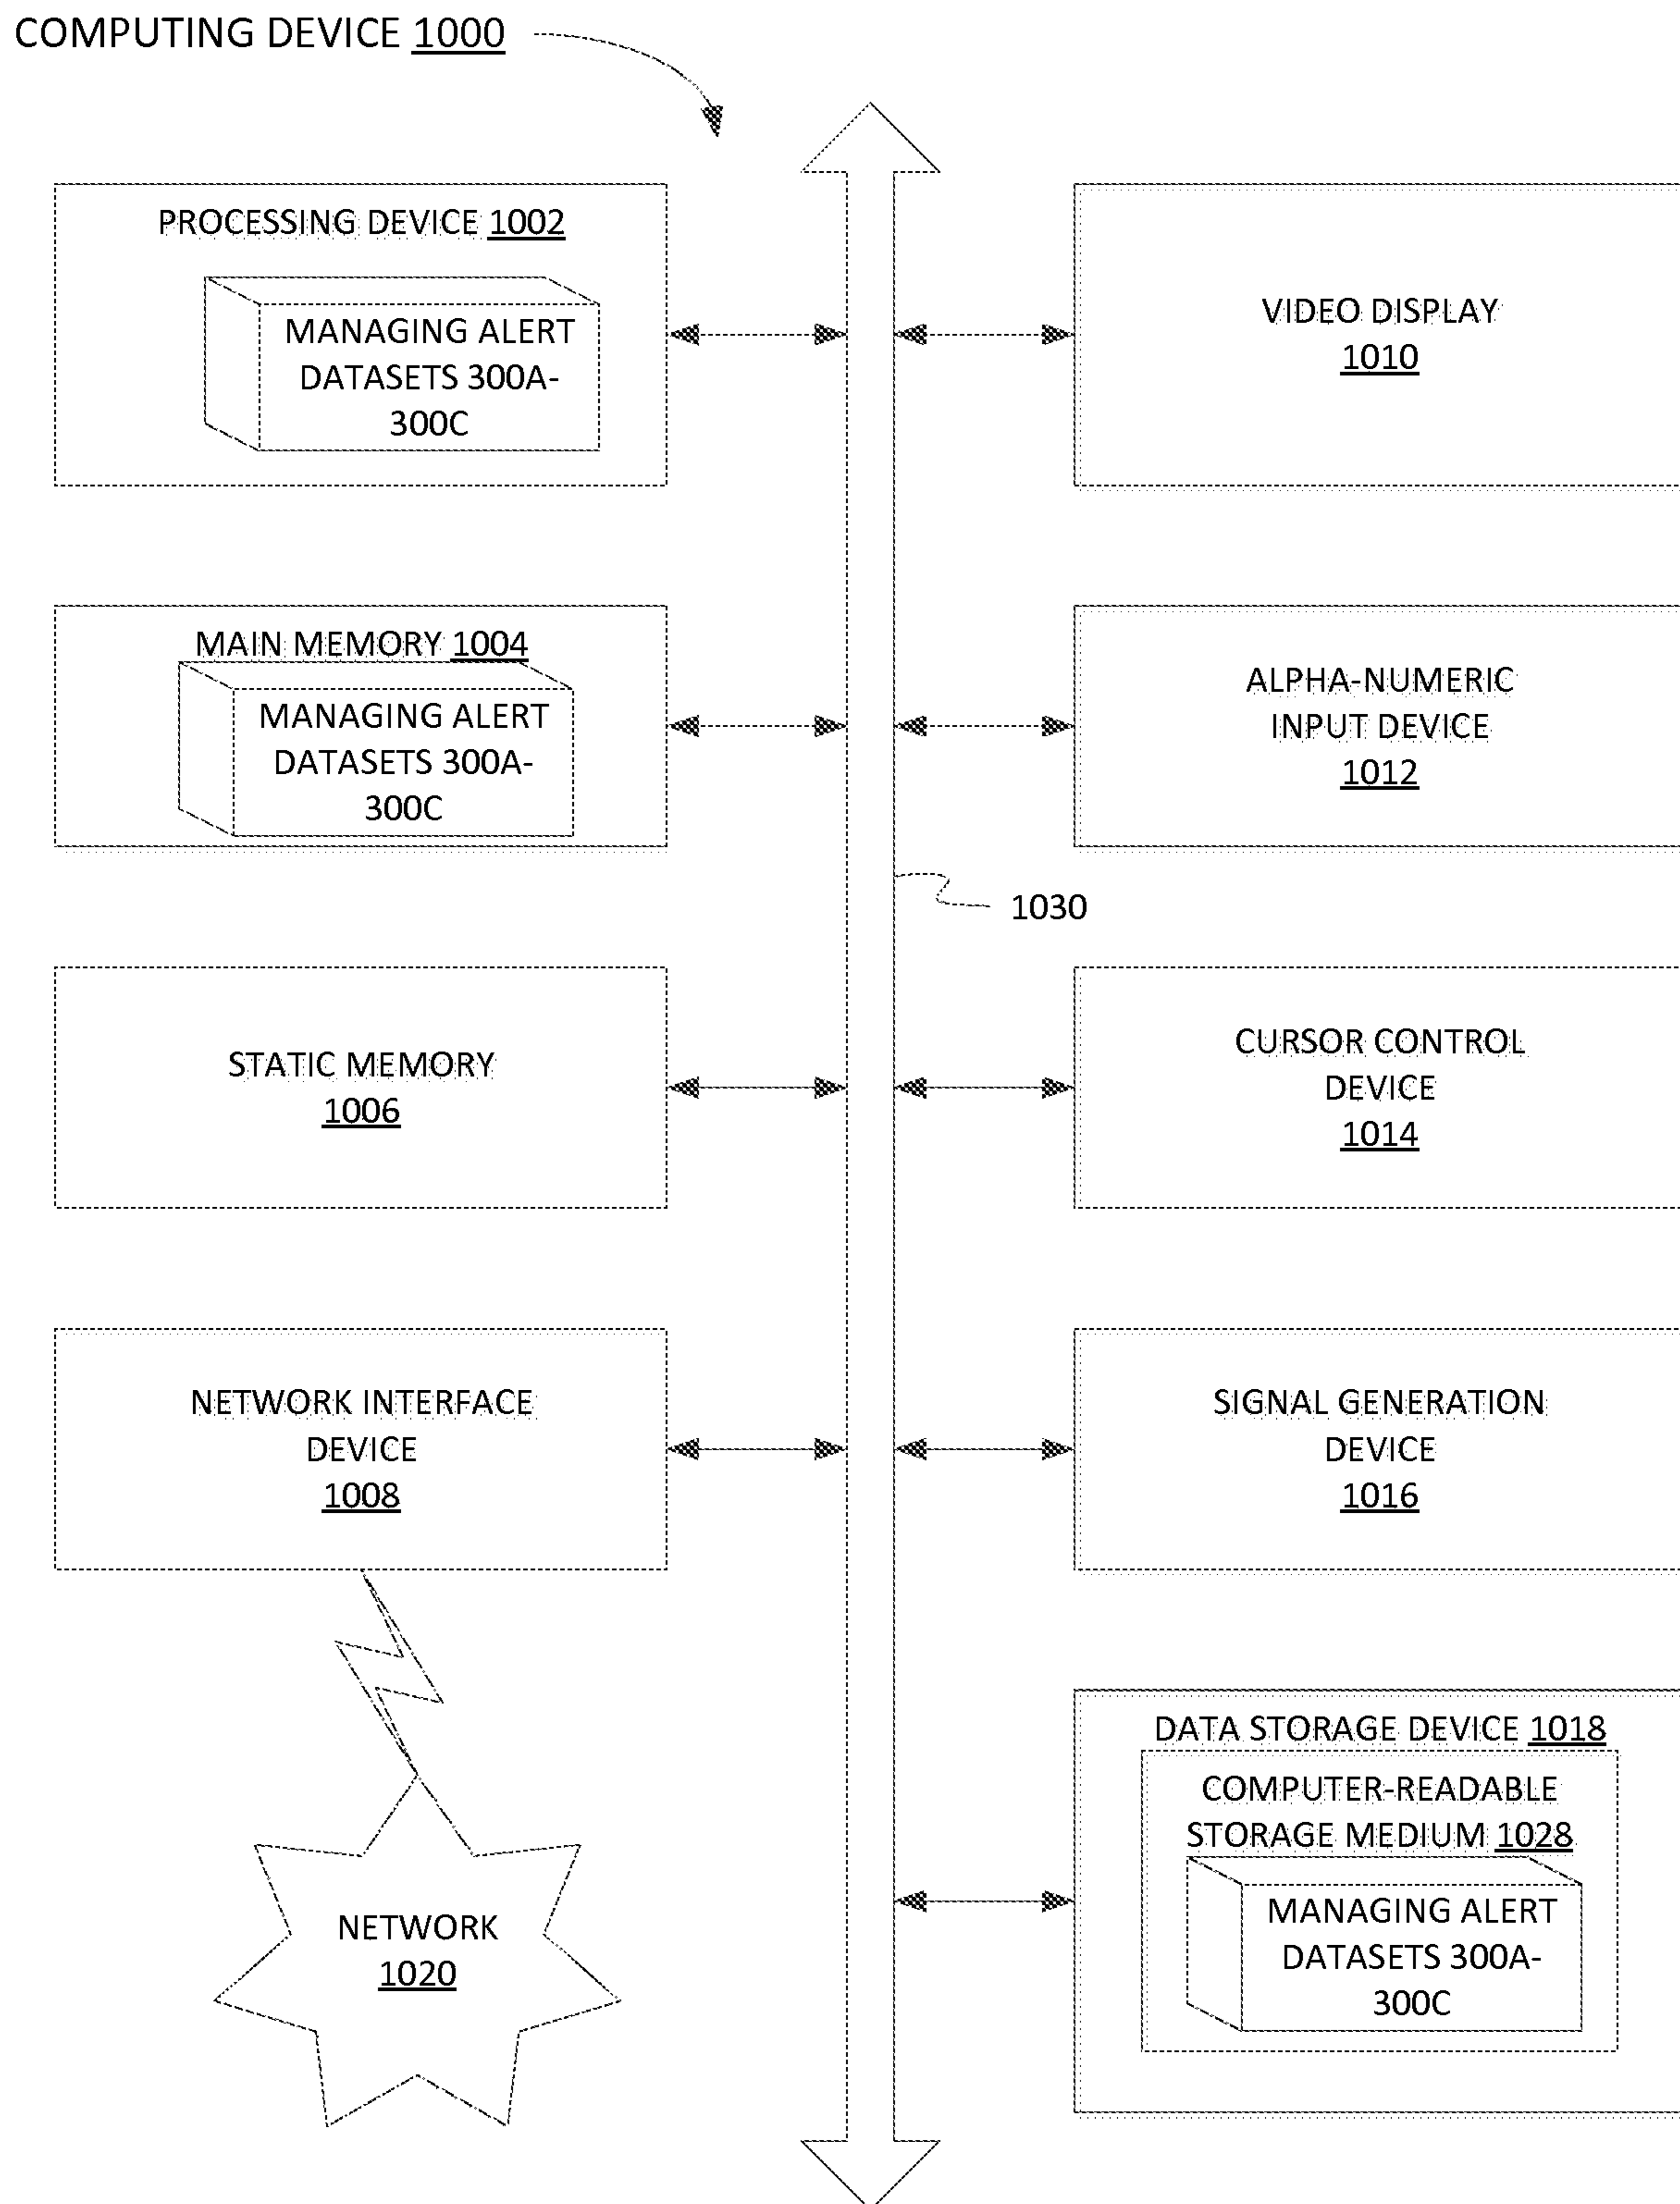 COMPUTING DEVICE 1000
PROCESSING DEVICE 1002
MANAGING ALERT
DATASETS 300A-
300C
VIDEO DISPLAY
1010
MAIN MEMORY 1004
MANAGING ALERT
DATASETS 300A-
300C
ALPHA-NUMERIC
INPUT DEVICE
1012
1030
STATIC MEMORY
1006
CURSOR CONTROL
DEVICE
1014
NETWORK INTERFACE
DEVICE
1008
SIGNAL GENERATION
DEVICE
1016
DATA STORAGE DEVICE 1018
COMPUTER-READABLE
STORAGE MEDIUM 1028
MANAGING ALERT
DATASETS 300A-
300C
NETWORK
1020